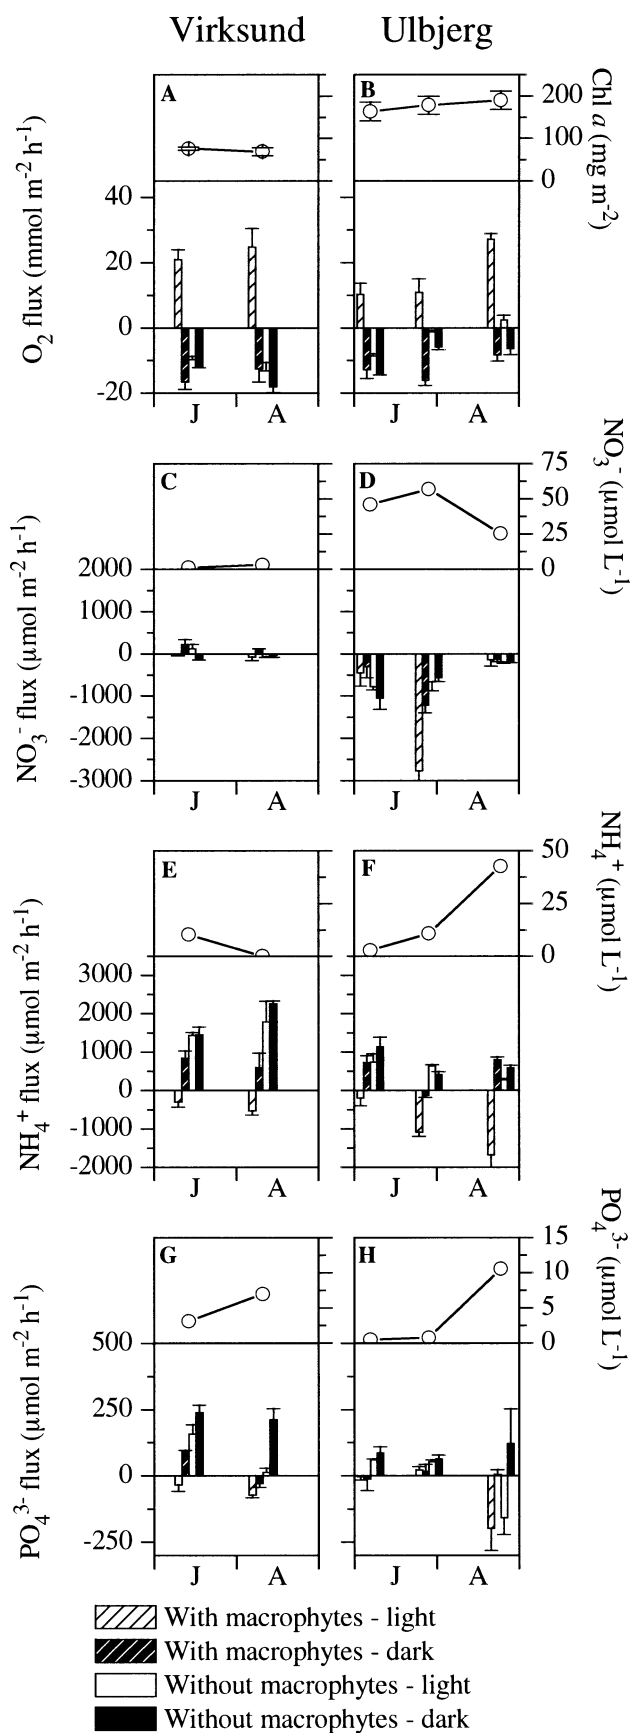 Virksund Ulbjerg
A B
200
100
0
Chl a (mg m-2)
O2 flux (mmol m-2 h-1)
40
20
0
-20
J A J A
C D
75
50
25
0
NO3- (µmol L-1)
NO3- flux (µmol m-2 h-1)
2000
1000
0
-1000
-2000
-3000
J A J A
E F
50
25
0
NH4+ (µmol L-1)
NH4+ flux (µmol m-2 h-1)
3000
2000
1000
0
-1000
-2000
J A J A
G H
15
10
5
0
PO43- (µmol L-1)
PO43- flux (µmol m-2 h-1)
500
250
0
-250
J A J A
With macrophytes - light
With macrophytes - dark
Without macrophytes - light
Without macrophytes - dark